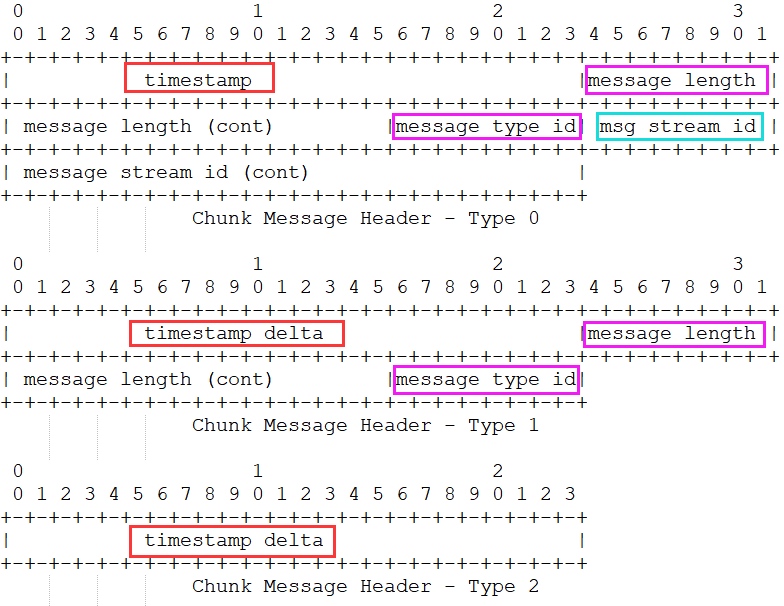 0                   1                   2                   3
 0 1 2 3 4 5 6 7 8 9 0 1 2 3 4 5 6 7 8 9 0 1 2 3 4 5 6 7 8 9 0 1
+-+-+-+-+-+-+-+-+-+-+-+-+-+-+-+-+-+-+-+-+-+-+-+-+-+-+-+-+-+-+-+-+
|           timestamp                           |message length |
+-+-+-+-+-+-+-+-+-+-+-+-+-+-+-+-+-+-+-+-+-+-+-+-+-+-+-+-+-+-+-+-+
| message length (cont)         |message type id| msg stream id |
+-+-+-+-+-+-+-+-+-+-+-+-+-+-+-+-+-+-+-+-+-+-+-+-+-+-+-+-+-+-+-+-+
| message stream id (cont)                      |
+-+-+-+-+-+-+-+-+-+-+-+-+-+-+-+-+-+-+-+-+-+-+-+-+
Chunk Message Header - Type 0
 0                   1                   2                   3
 0 1 2 3 4 5 6 7 8 9 0 1 2 3 4 5 6 7 8 9 0 1 2 3 4 5 6 7 8 9 0 1
+-+-+-+-+-+-+-+-+-+-+-+-+-+-+-+-+-+-+-+-+-+-+-+-+-+-+-+-+-+-+-+-+
|           timestamp delta                     |message length |
+-+-+-+-+-+-+-+-+-+-+-+-+-+-+-+-+-+-+-+-+-+-+-+-+-+-+-+-+-+-+-+-+
| message length (cont)         |message type id|
+-+-+-+-+-+-+-+-+-+-+-+-+-+-+-+-+-+-+-+-+-+-+-+-+
Chunk Message Header - Type 1
 0                   1                   2
 0 1 2 3 4 5 6 7 8 9 0 1 2 3 4 5 6 7 8 9 0 1 2 3
+-+-+-+-+-+-+-+-+-+-+-+-+-+-+-+-+-+-+-+-+-+-+-+-+
|           timestamp delta                     |
+-+-+-+-+-+-+-+-+-+-+-+-+-+-+-+-+-+-+-+-+-+-+-+-+
Chunk Message Header - Type 2